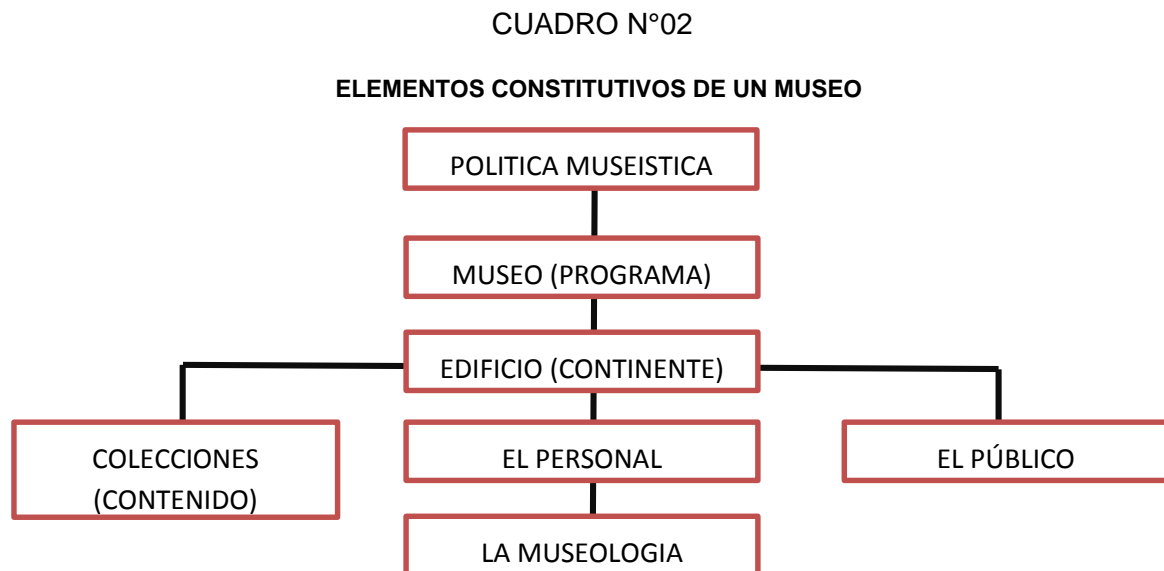 CUADRO N°02
ELEMENTOS CONSTITUTIVOS DE UN MUSEO
POLITICA MUSEISTICA
MUSEO (PROGRAMA)
EDIFICIO (CONTINENTE)
COLECCIONES
(CONTENIDO)
EL PERSONAL
EL PÚBLICO
LA MUSEOLOGIA